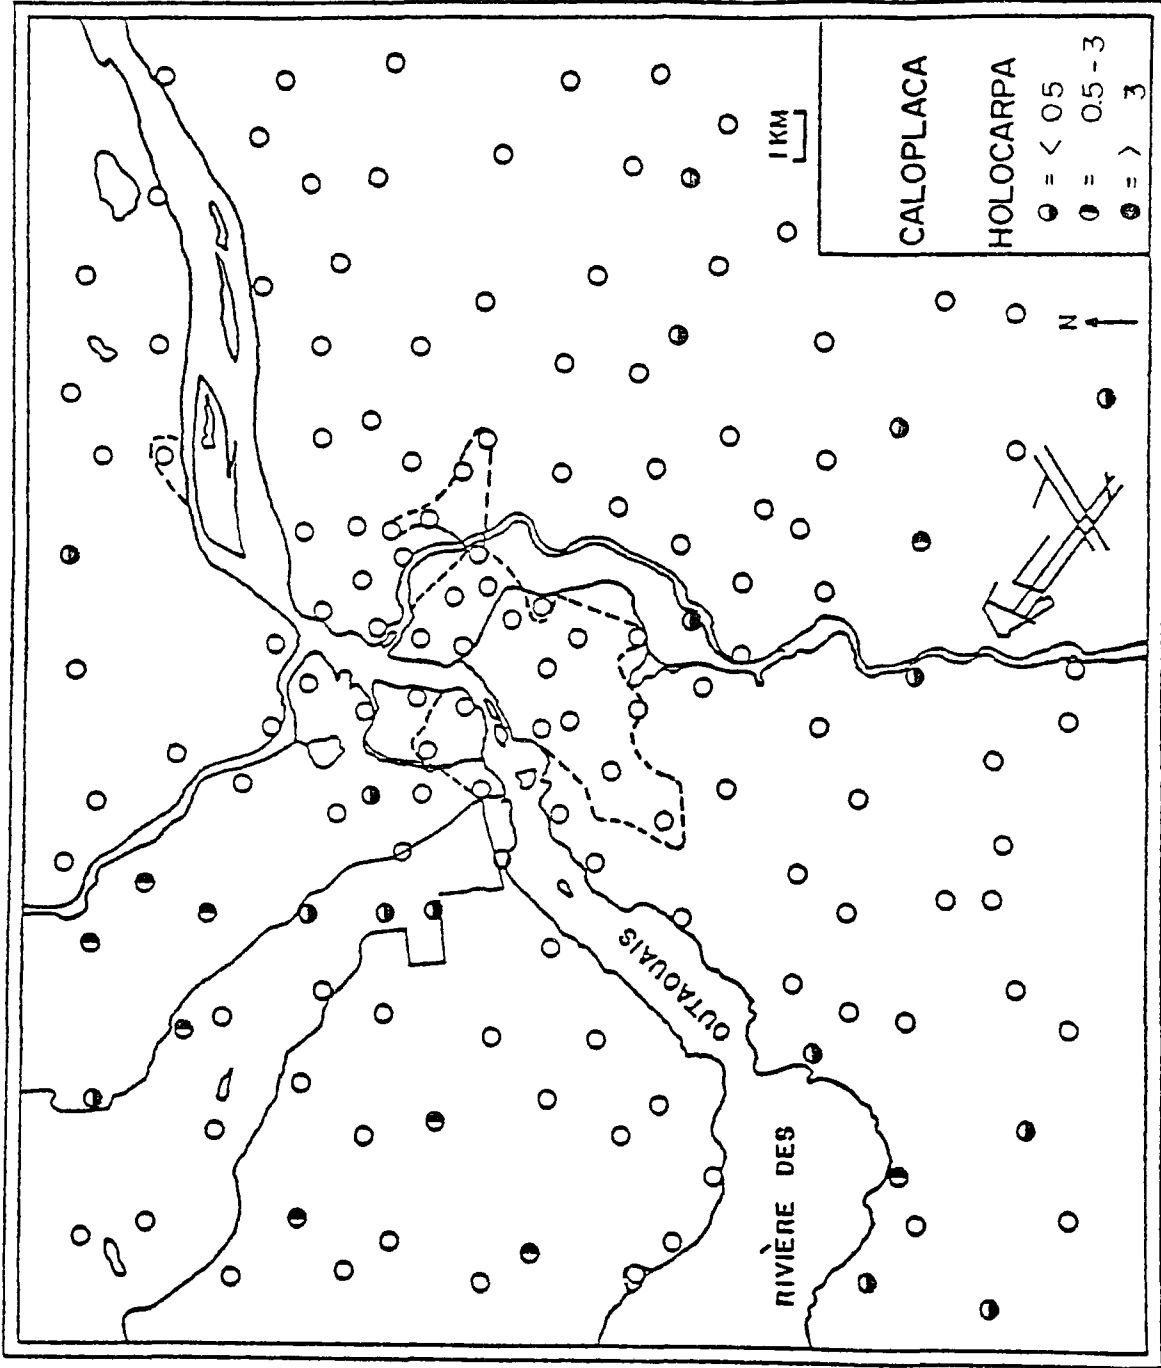 CALOPLACA
HOLOCARPA
= < 05
= 0.5-3
= > 3
1 KM
N
RIVIÈRE DES
OUTAOUAIS